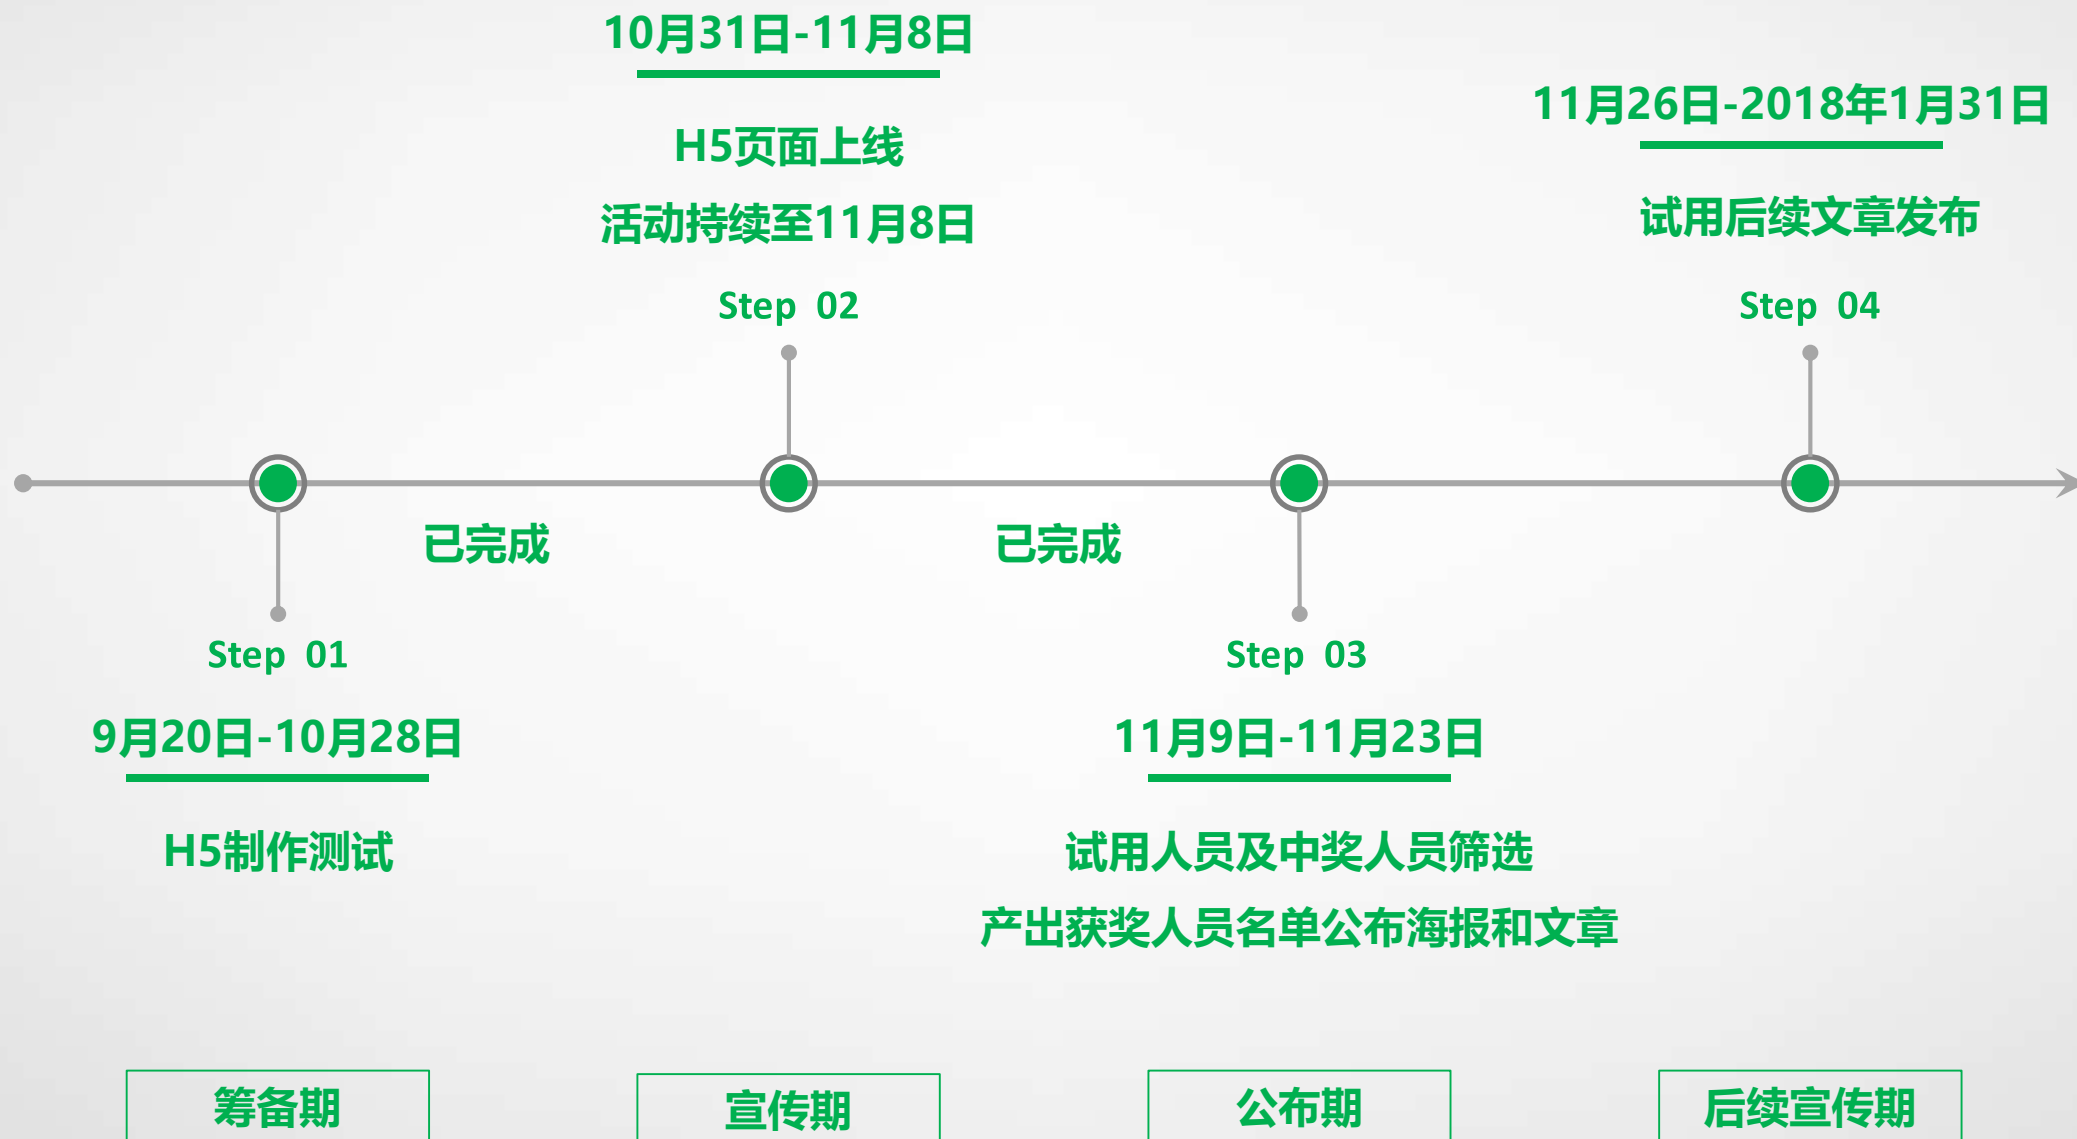 10月31日-11月8日
H5页面上线
活动持续至11月8日
Step 02
11月26日-2018年1月31日
试用后续文章发布
Step 04
已完成
已完成
Step 01
9月20日-10月28日
H5制作测试
Step 03
11月9日-11月23日
试用人员及中奖人员筛选
产出获奖人员名单公布海报和文章
筹备期
宣传期
公布期
后续宣传期